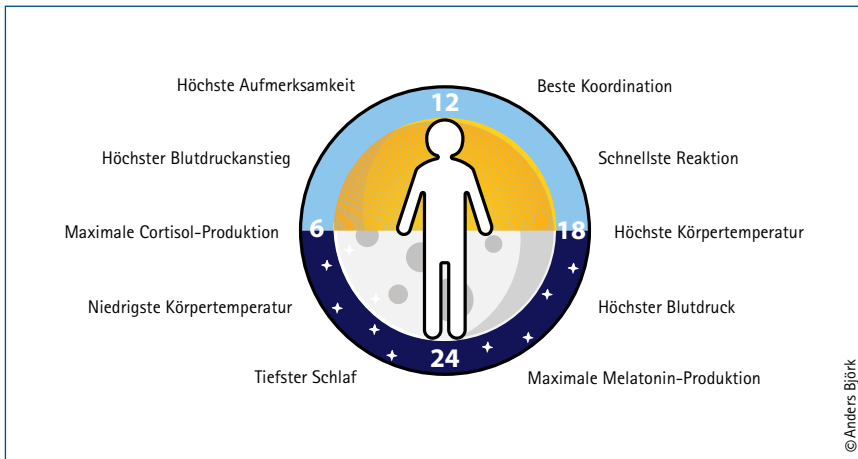 Höchste Aufmerksamkeit
Beste Koordination
12
Höchster Blutdruckanstieg
Schnellste Reaktion
Maximale Cortisol-Produktion
6
18
Höchste Körpertemperatur
Niedrigste Körpertemperatur
Höchster Blutdruck
24
Tiefster Schlaf
Maximale Melatonin-Produktion
© Anders Björk